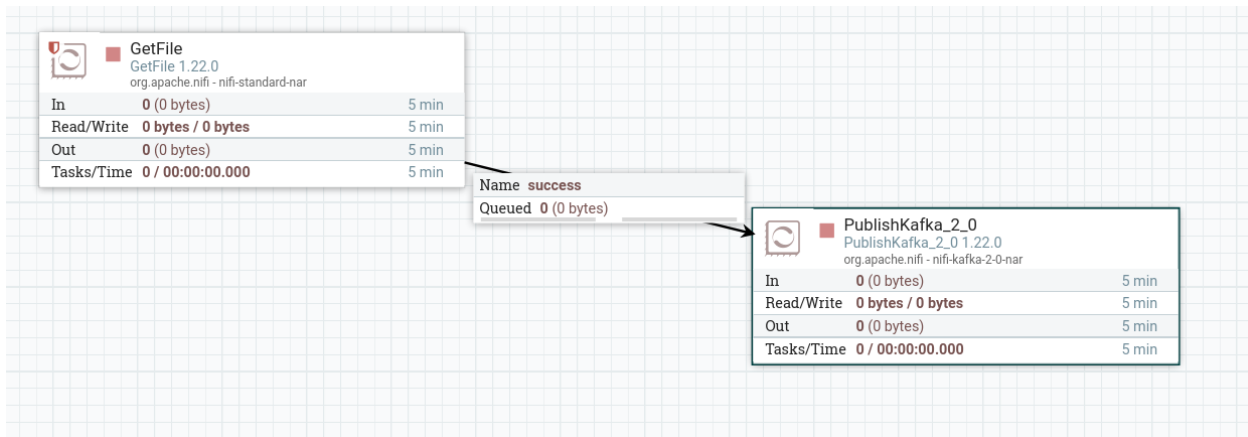 GetFile
GetFile 1.22.0
org.apache.nifi - nifi-standard-nar
In 0 (0 bytes) 5 min
Read/Write 0 bytes / 0 bytes 5 min
Out 0 (0 bytes) 5 min
Tasks/Time 0 / 00:00:00.000 5 min
Name success
Queued 0 (0 bytes)
PublishKafka_2_0
PublishKafka_2_0 1.22.0
org.apache.nifi - nifi-kafka-2-0-nar
In 0 (0 bytes) 5 min
Read/Write 0 bytes / 0 bytes 5 min
Out 0 (0 bytes) 5 min
Tasks/Time 0 / 00:00:00.000 5 min